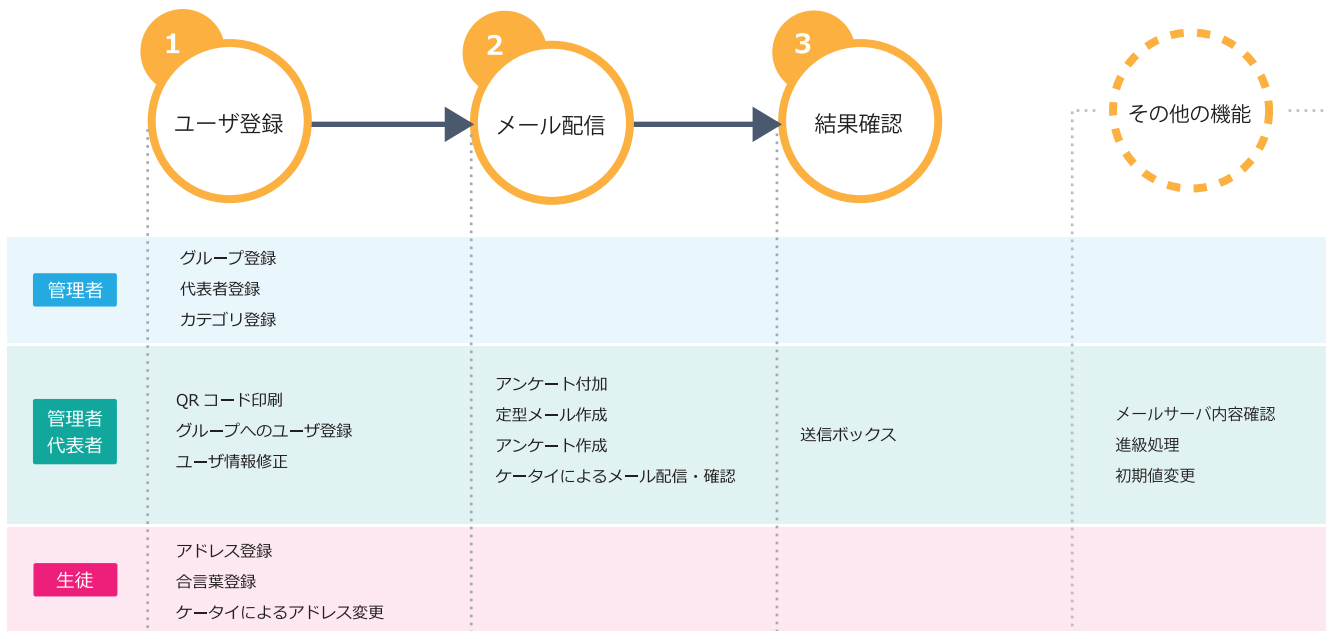 1
ユーザ登録
2
メール配信
3
結果確認
その他の機能
管理者
グループ登録
代表者登録
カテゴリ登録
管理者
代表者
QR コード印刷
グループへのユーザ登録
ユーザ情報修正
アンケート付加
定型メール作成
アンケート作成
ケータイによるメール配信・確認
送信ボックス
メールサーバ内容確認
進級処理
初期値変更
生徒
アドレス登録
合言葉登録
ケータイによるアドレス変更